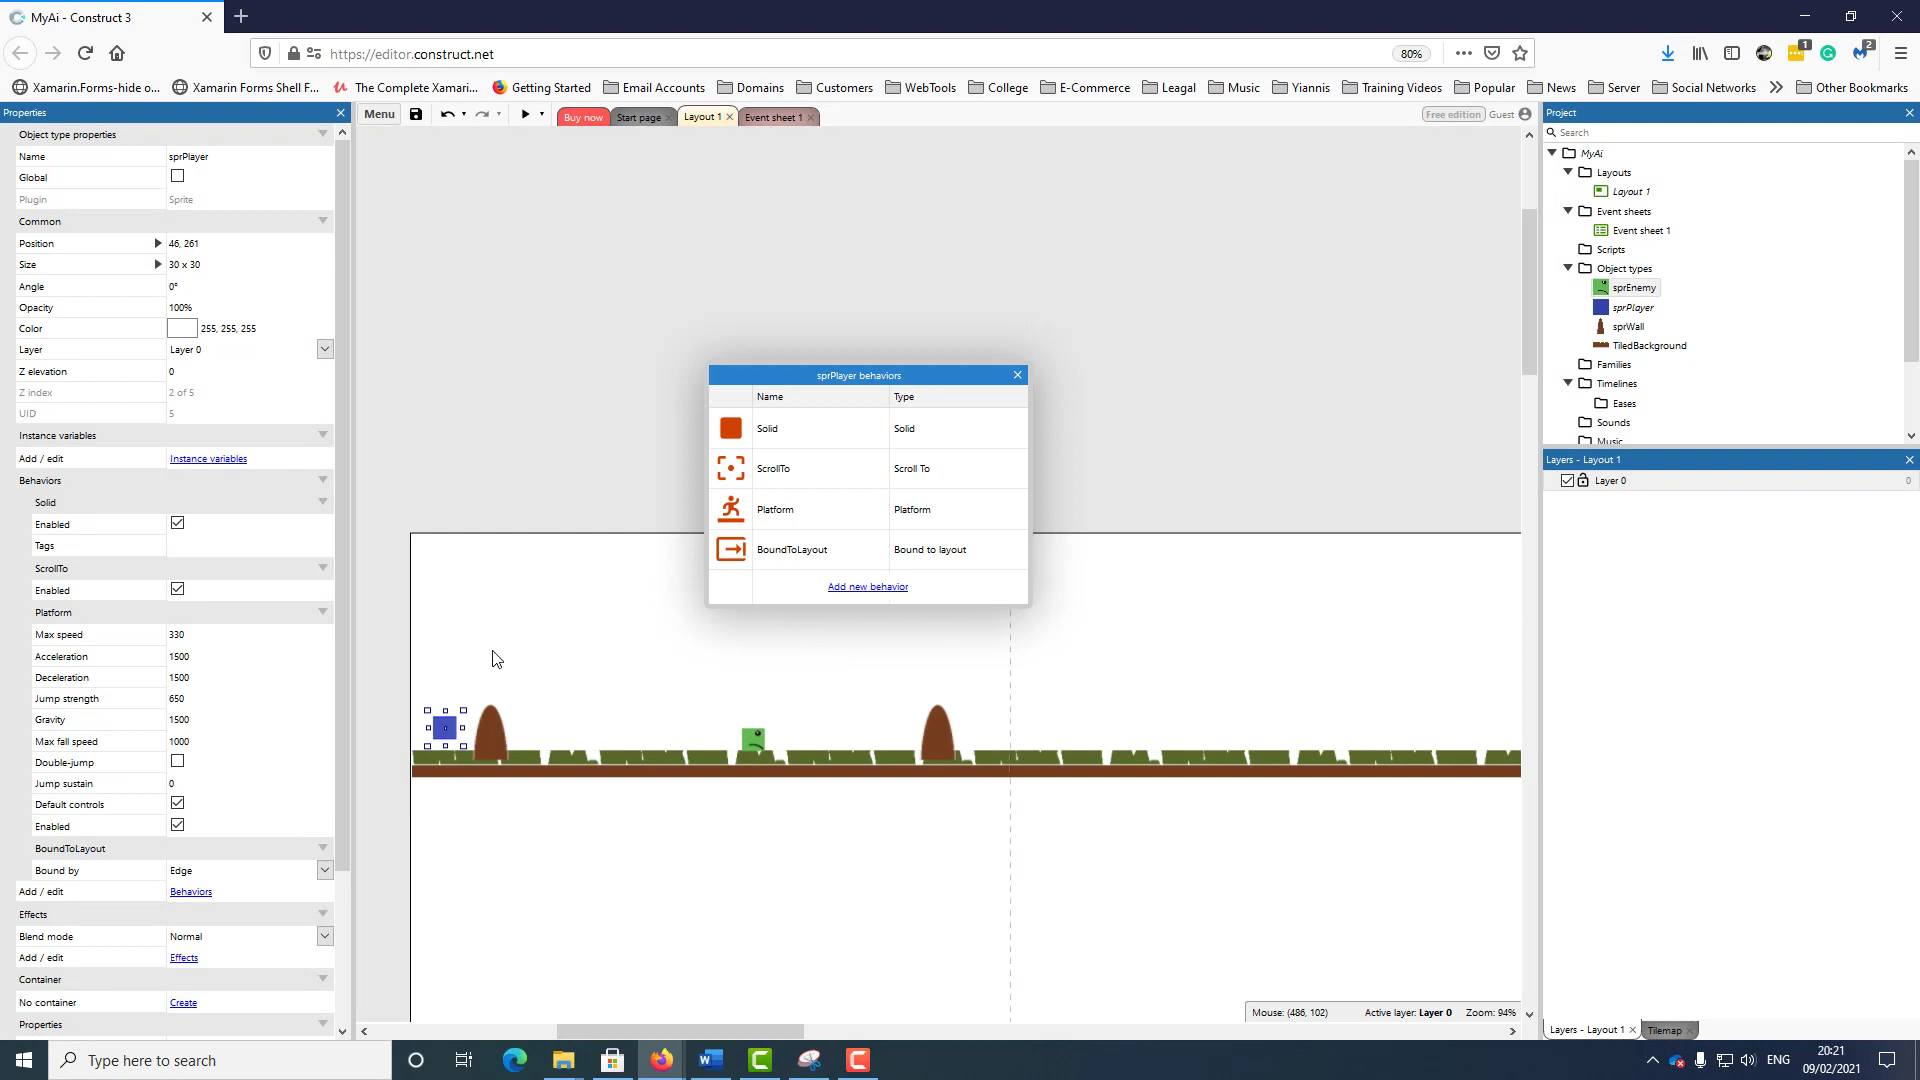 MyAi - Construct 3
https://editor.construct.net
80%
1
2
Xamarin.Forms-hide o...
Xamarin Forms Shell F...
The Complete Xamari...
Getting Started
Email Accounts
Domains
Customers
WebTools
College
E-Commerce
Leagal
Music
Yiannis
Training Videos
Popular
News
Server
Social Networks
Other Bookmarks
Properties
Object type properties
Name sprPlayer
Global
Plugin Sprite
Common
Position 46, 261
Size 30 x 30
Angle 0°
Opacity 100%
Color 255, 255, 255
Layer Layer 0
Z elevation 0
Z index 2 of 5
UID 5
Instance variables
Add / edit Instance variables
Behaviors
Solid
Enabled
Tags
ScrollTo
Enabled
Platform
Max speed 330
Acceleration 1500
Deceleration 1500
Jump strength 650
Gravity 1500
Max fall speed 1000
Double-jump
Jump sustain 0
Default controls
Enabled
BoundToLayout
Bound by Edge
Add / edit Behaviors
Effects
Blend mode Normal
Add / edit Effects
Container
No container Create
Properties
Menu
Buy now
Start page
Layout 1
Event sheet 1
Free edition Guest
sprPlayer behaviors
Name Type
Solid Solid
ScrollTo Scroll To
Platform Platform
BoundToLayout Bound to layout
Add new behavior
Mouse: (486, 102) Active layer: Layer 0 Zoom: 94%
Project
Search
MyAi
Layouts
Layout 1
Event sheets
Event sheet 1
Scripts
Object types
sprEnemy
sprPlayer
sprWall
TiledBackground
Families
Timelines
Eases
Sounds
Music
Layers - Layout 1
Layer 0 0
Layers - Layout 1
Tilemap
Type here to search
ENG
20:21
09/02/2021